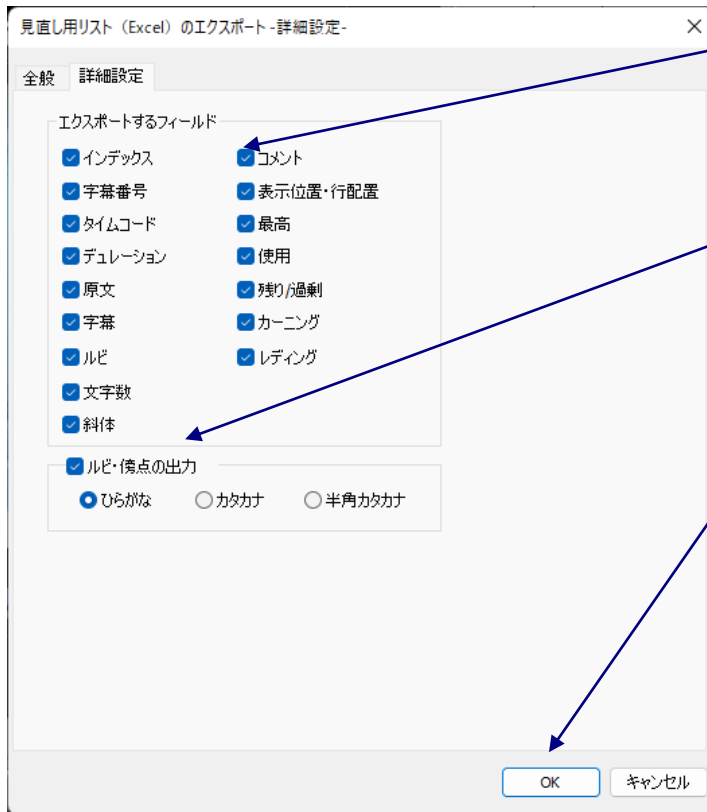 見直し用リスト（Excel）のエクスポート -詳細設定-
全般 詳細設定
エクスポートするフィールド
インデックス コメント
字幕番号 表示位置・行配置
タイムコード 最高
デュレーション 使用
原文 残り/過剰
字幕 カーニング
ルビ レディング
文字数
斜体
ルビ・傍点の出力
ひらがな カタカナ 半角カタカナ
OK キャンセル